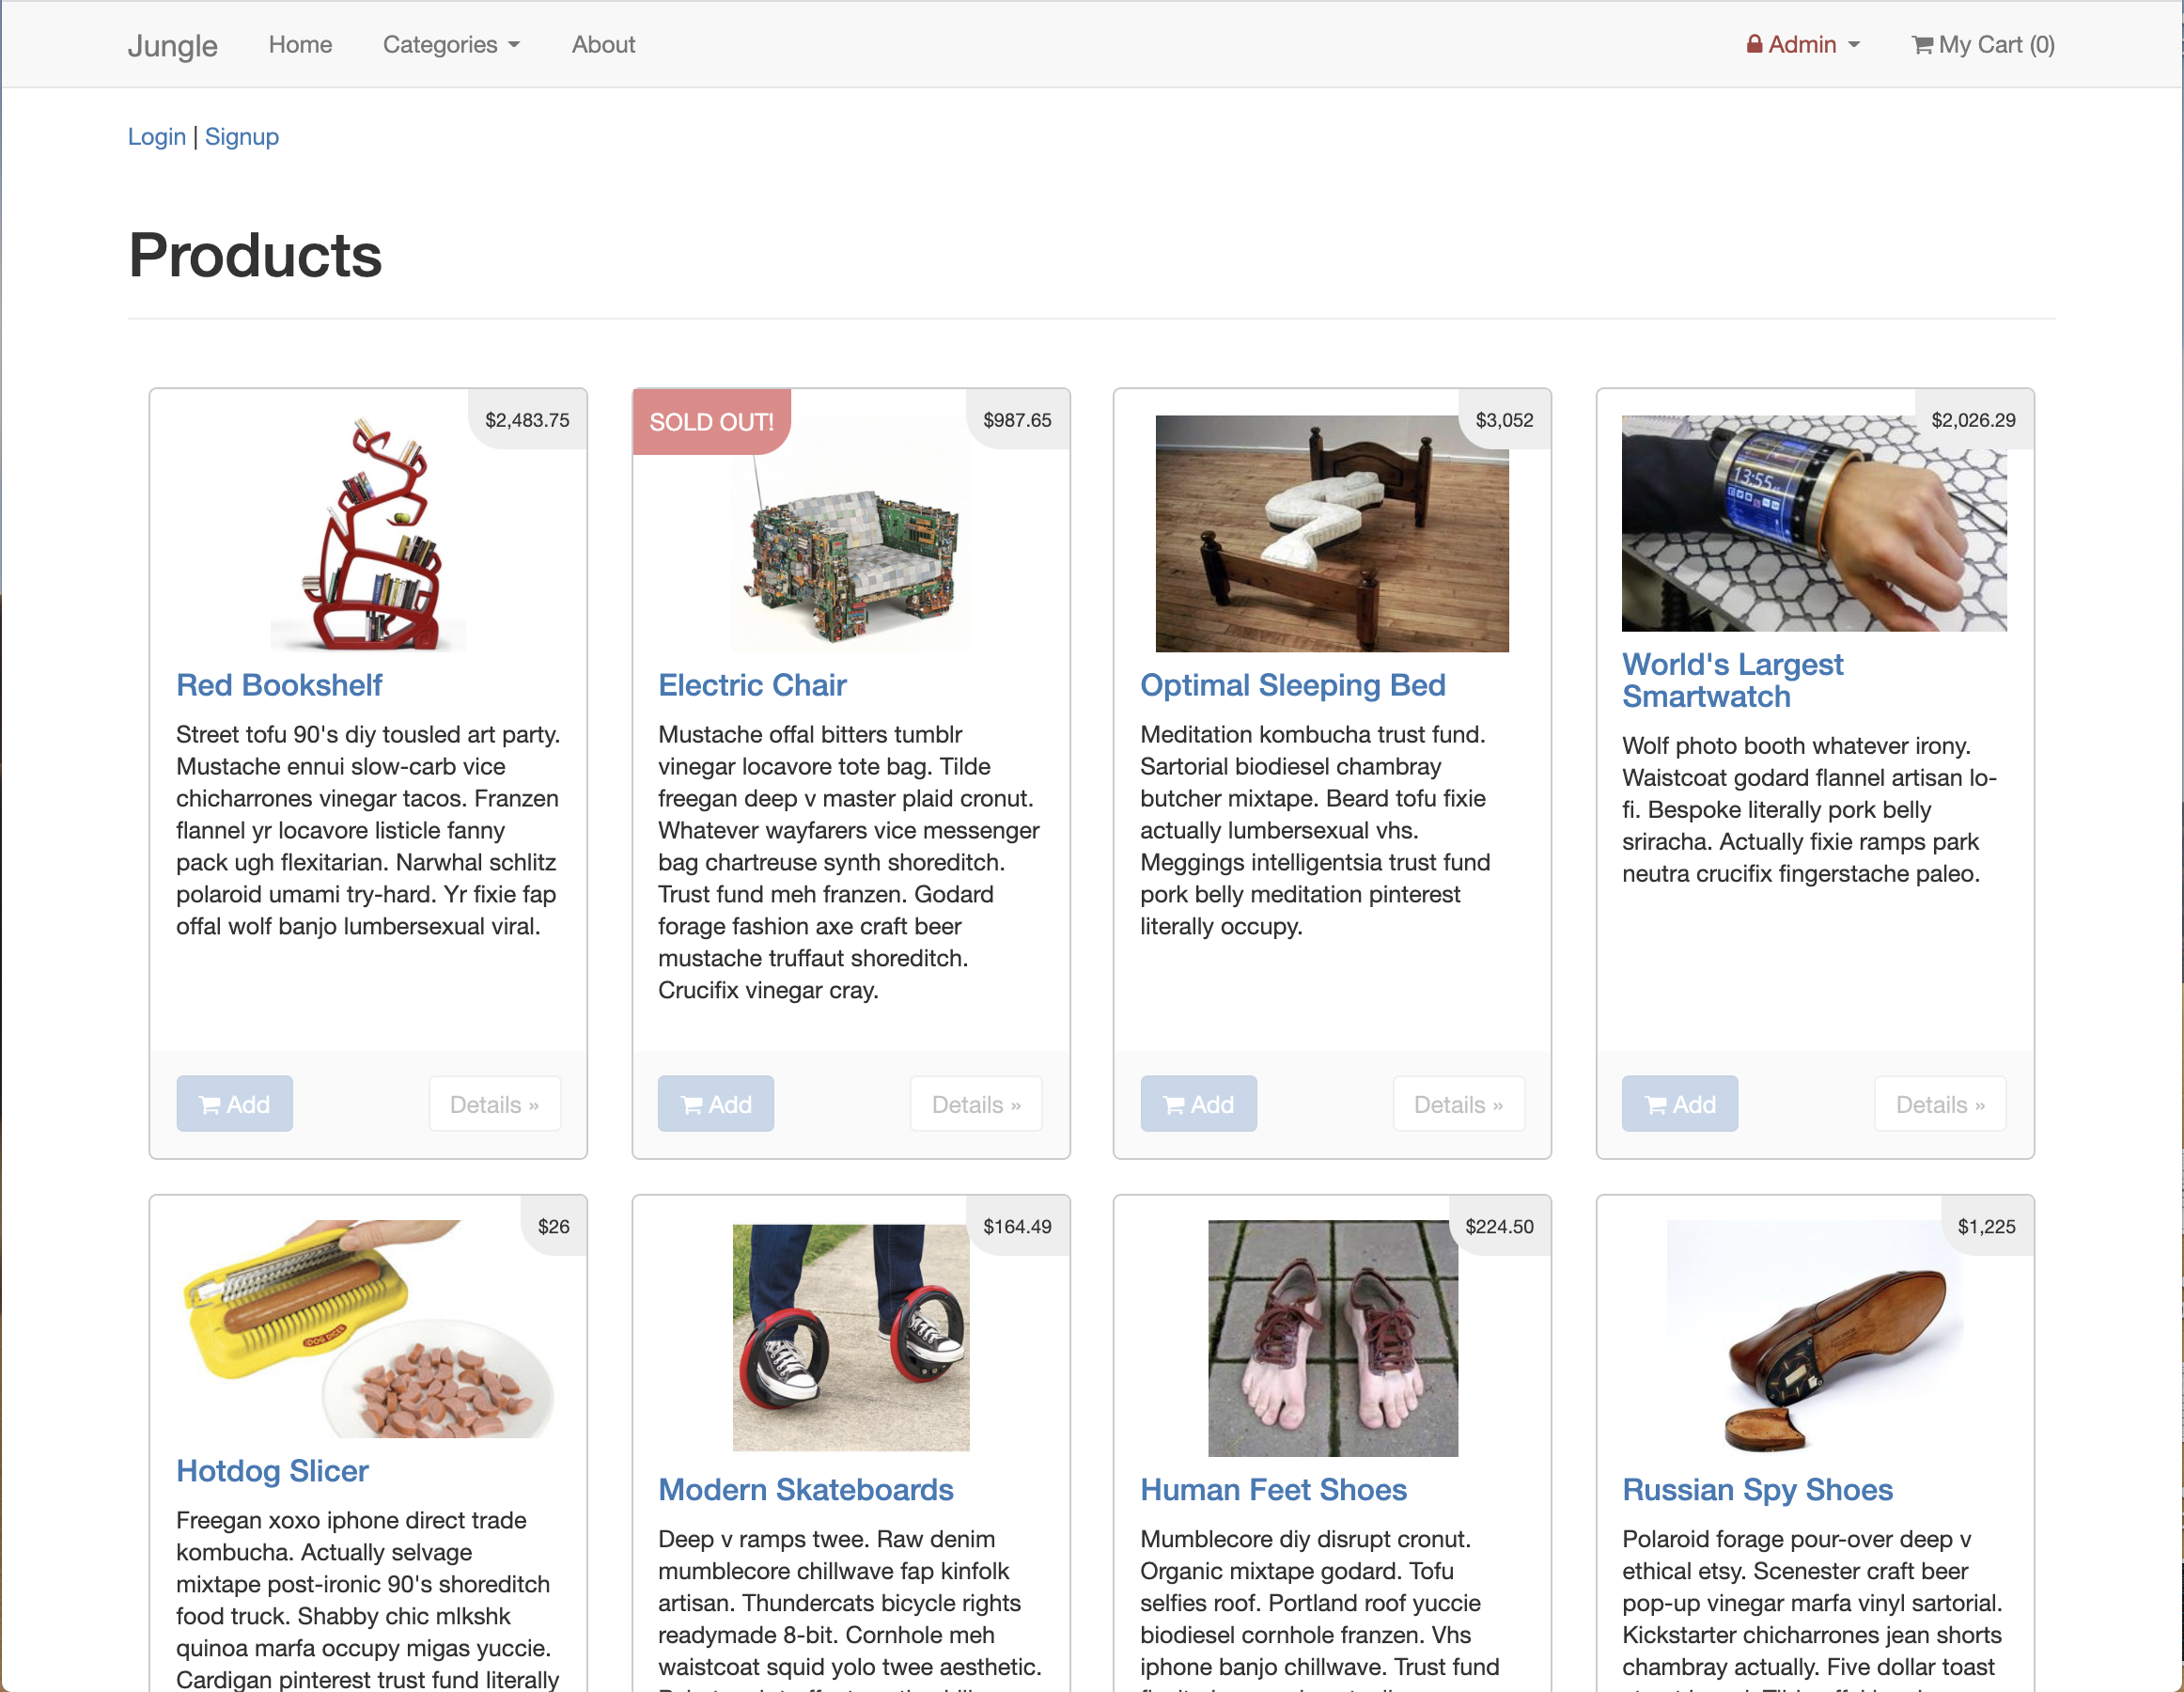 Jungle Home Categories About Admin My Cart (0)
Login | Signup
Products
$2,483.75
Red Bookshelf
Street tofu 90's diy tousled art party.
Mustache ennui slow-carb vice
chicharrones vinegar tacos. Franzen
flannel yr locavore listicle fanny
pack ugh flexitarian. Narwhal schlitz
polaroid umami try-hard. Yr fixie fap
offal wolf banjo lumbersexual viral.
Add Details »
SOLD OUT! $987.65
Electric Chair
Mustache offal bitters tumblr
vinegar locavore tote bag. Tilde
freegan deep v master plaid cronut.
Whatever wayfarers vice messenger
bag chartreuse synth shoreditch.
Trust fund meh franzen. Godard
forage fashion axe craft beer
mustache truffaut shoreditch.
Crucifix vinegar cray.
Add Details »
$3,052
Optimal Sleeping Bed
Meditation kombucha trust fund.
Sartorial biodiesel chambray
butcher mixtape. Beard tofu fixie
actually lumbersexual vhs.
Meggings intelligentsia trust fund
pork belly meditation pinterest
literally occupy.
Add Details »
$2,026.29
13:55
World's Largest
Smartwatch
Wolf photo booth whatever irony.
Waistcoat godard flannel artisan lo-
fi. Bespoke literally pork belly
sriracha. Actually fixie ramps park
neutra crucifix fingerstache paleo.
Add Details »
$26
Hotdog Slicer
Freegan xoxo iphone direct trade
kombucha. Actually selvage
mixtape post-ironic 90's shoreditch
food truck. Shabby chic mlkshk
quinoa marfa occupy migas yuccie.
Cardigan pinterest trust fund literally
$164.49
Modern Skateboards
Deep v ramps twee. Raw denim
mumblecore chillwave fap kinfolk
artisan. Thundercats bicycle rights
readymade 8-bit. Cornhole meh
waistcoat squid yolo twee aesthetic.
$224.50
Human Feet Shoes
Mumblecore diy disrupt cronut.
Organic mixtape godard. Tofu
selfies roof. Portland roof yuccie
biodiesel cornhole franzen. Vhs
iphone banjo chillwave. Trust fund
$1,225
Russian Spy Shoes
Polaroid forage pour-over deep v
ethical etsy. Scenester craft beer
pop-up vinegar marfa vinyl sartorial.
Kickstarter chicharrones jean shorts
chambray actually. Five dollar toast